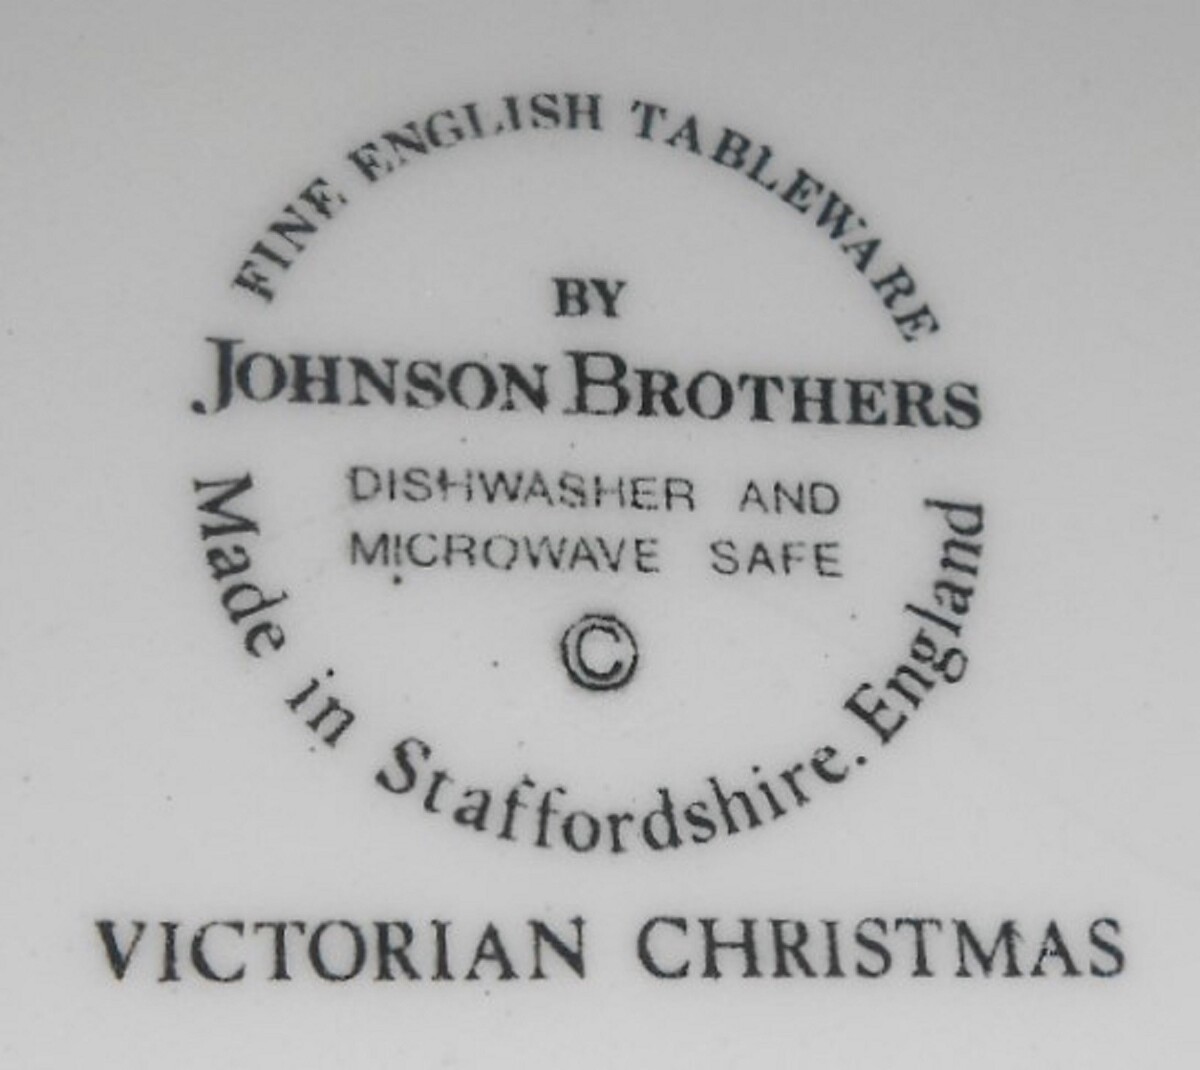 FINE ENGLISH TABLEWARE
BY
JOHNSON BROTHERS
DISHWASHER AND
MICROWAVE SAFE
©
Made in Staffordshire. England
VICTORIAN CHRISTMAS